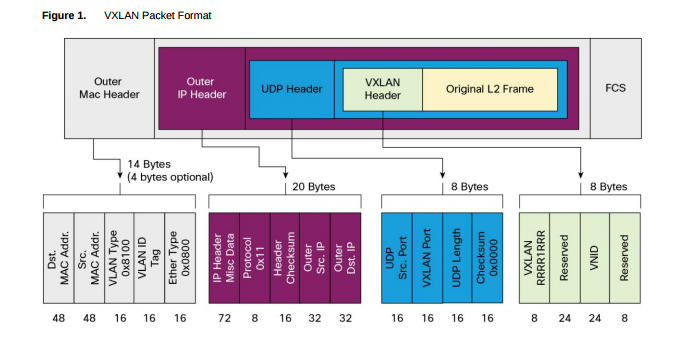 Figure 1. VXLAN Packet Format
Outer
Mac Header
Outer
IP Header
UDP Header
VXLAN
Header
Original L2 Frame
FCS
14 Bytes
(4 bytes optional)
20 Bytes
8 Bytes
8 Bytes
Dst.
MAC Addr.
Src.
MAC Addr.
VLAN Type
0x8100
VLAN ID
Tag
Ether Type
0x0800
IP Header
Misc Data
Protocol
0x11
Header
Checksum
Outer
Src. IP
Outer
Dst. IP
UDP
Src. Port
VXLAN Port
UDP Length
Checksum
0x0000
VXLAN
RRRR1RRR
Reserved
VNID
Reserved
48 48 16 16 16 72 8 16 32 32 16 16 16 16 8 24 24 8